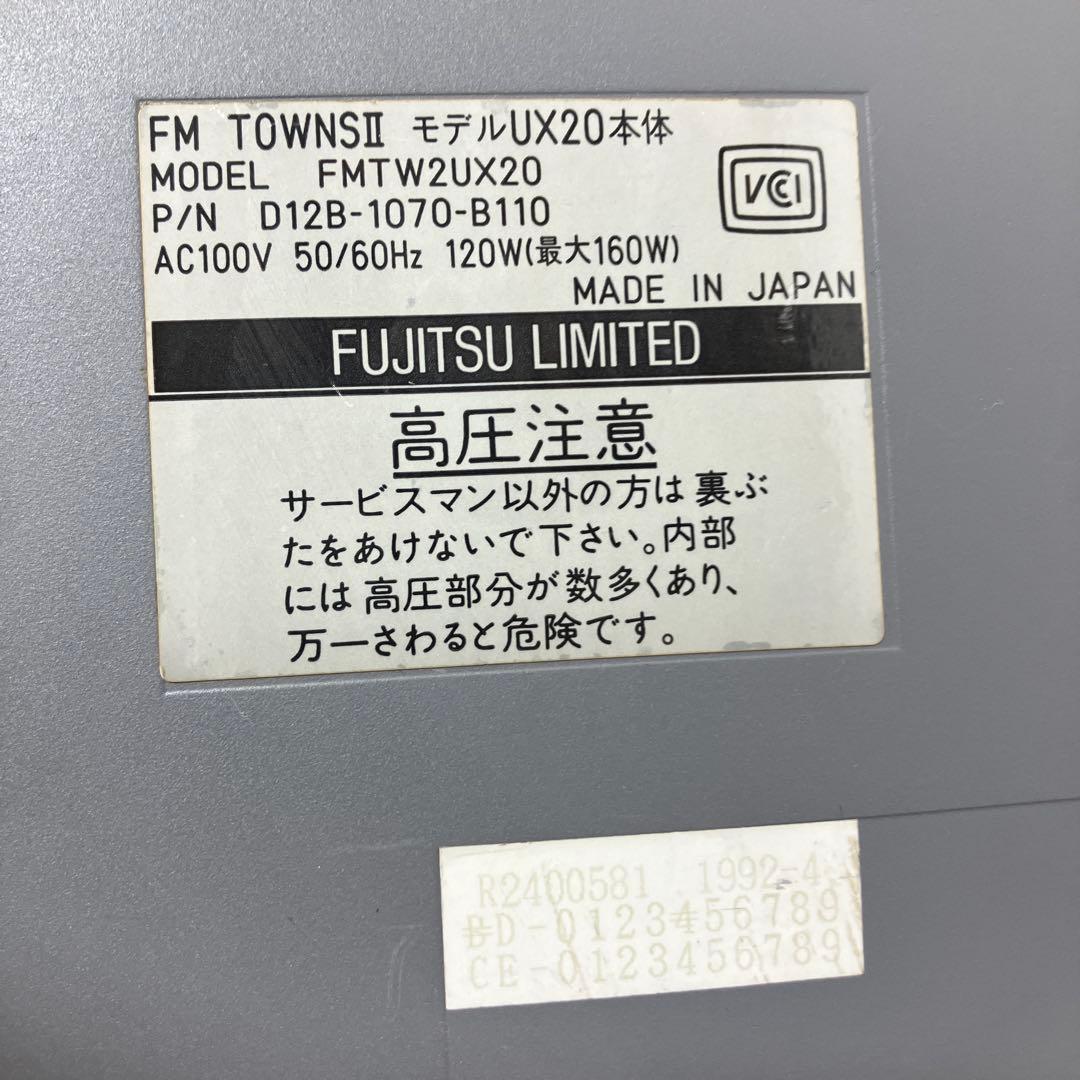 FM TOWNSⅡ モデルUX20本体
MODEL FMTW2UX20
VCCI
P/N D12B-1070-B110
AC100V 50/60Hz 120W(最大160W)
MADE IN JAPAN
FUJITSU LIMITED
高圧注意
サービスマン以外の方は裏ぶ
たをあけないで下さい。内部
には高圧部分が数多くあり、
万一さわると危険です。
R2400581 1992-4
BD-0123456789
CE-0123456789